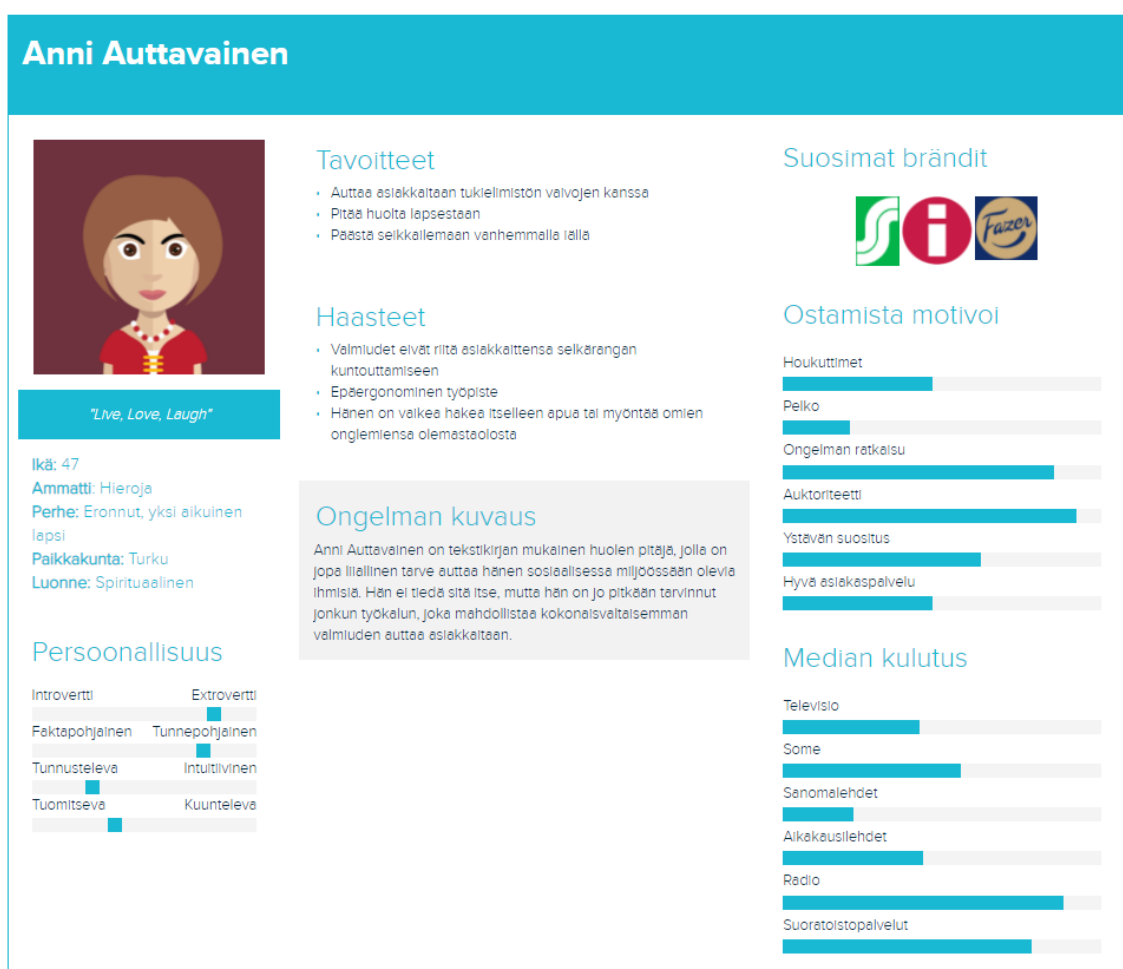 Anni Auttavainen
"Live, Love, Laugh"
Ikä: 47
Ammatti: Hieroja
Perhe: Eronnut, yksi aikuinen
lapsi
Paikkakunta: Turku
Luonne: Spirituaalinen
Persoonallisuus
Introvertti Extrovertti
Faktapohjainen Tunnepohjainen
Tunnusteleva Intuitiivinen
Tuomitseva Kuunteleva
Tavoitteet
• Auttaa asiakkaitaan tukielimistön vaivojen kanssa
• Pitää huolta lapsestaan
• Päästä seikkailemaan vanhemmalla iällä
Haasteet
• Valmiudet eivät riitä asiakkaittensa selkärangan
kuntouttamiseen
• Epäergonominen työpiste
• Hänen on vaikea hakea itselleen apua tai myöntää omien
onglemiensa olemastaolosta
Ongelman kuvaus
Anni Auttavainen on tekstikirjan mukainen huolen pitäjä, jolla on
jopa liiallinen tarve auttaa hänen sosiaalisessa miljöössään olevia
ihmisiä. Hän ei tiedä sitä itse, mutta hän on jo pitkään tarvinnut
jonkun työkalun, joka mahdollistaa kokonaisvaltaisemman
valmiuden auttaa asiakkaitaan.
Suosimat brändit
S i Fazer
Ostamista motivoi
Houkuttimet
Pelko
Ongelman ratkaisu
Auktoriteetti
Ystävän suositus
Hyvä asiakaspalvelu
Median kulutus
Televisio
Some
Sanomalehdet
Aikakausilehdet
Radio
Suoratoistopalvelut